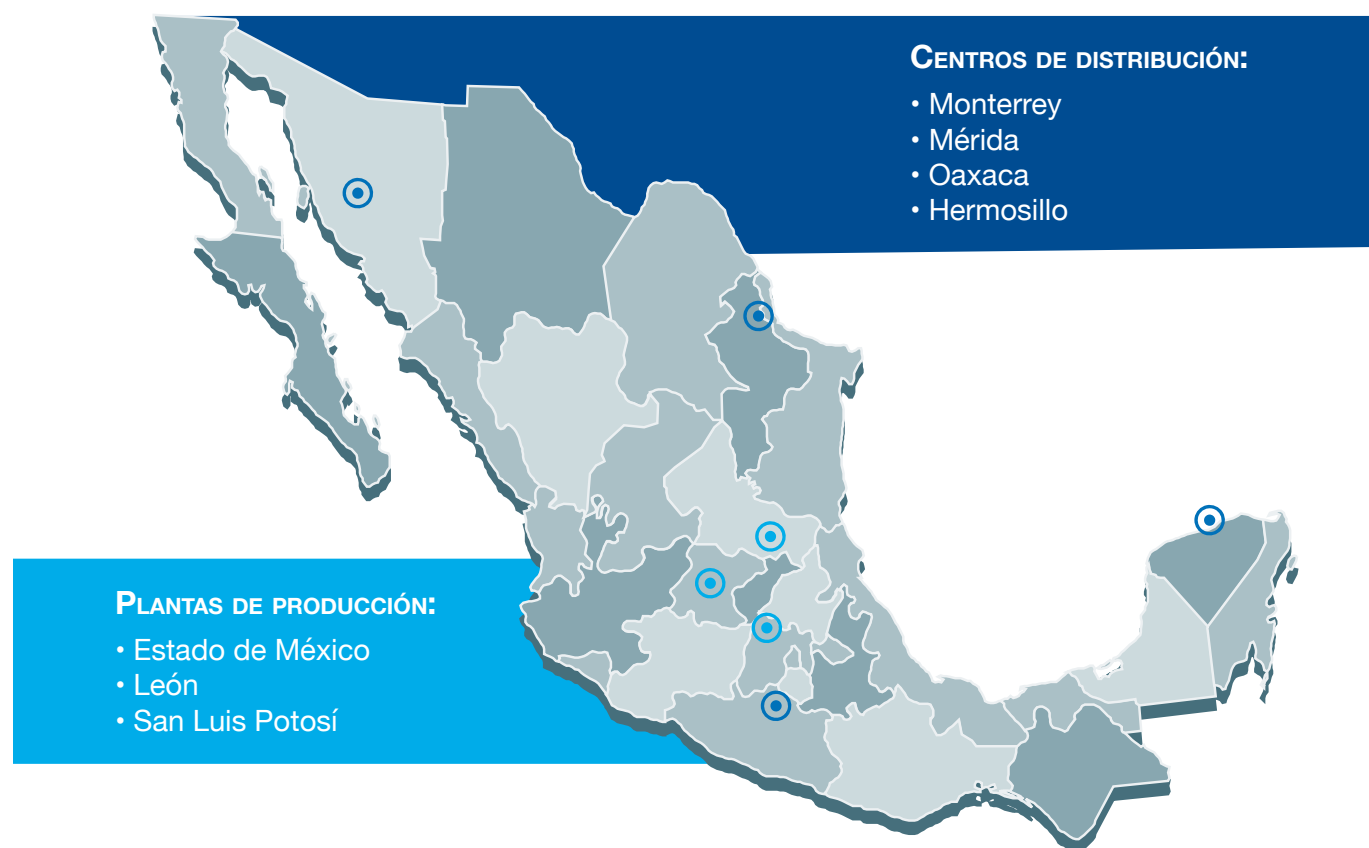 CENTROS DE DISTRIBUCIÓN:
• Monterrey
• Mérida
• Oaxaca
• Hermosillo
PLANTAS DE PRODUCCIÓN:
• Estado de México
• León
• San Luis Potosí